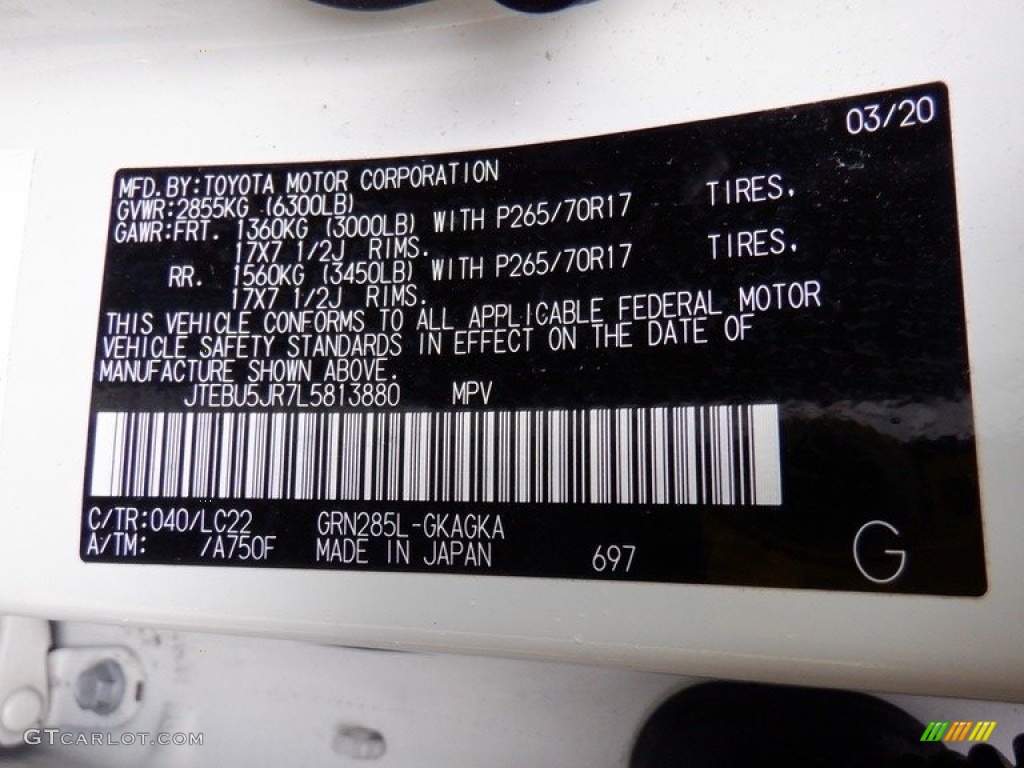 03/20
MFD.BY:TOYOTA MOTOR CORPORATION
GVWR:2855KG (6300LB)
GAWR:FRT. 1360KG (3000LB) WITH P265/70R17 TIRES,
17X7 1/2J RIMS.
RR. 1560KG (3450LB) WITH P265/70R17 TIRES,
17X7 1/2J RIMS.
THIS VEHICLE CONFORMS TO ALL APPLICABLE FEDERAL MOTOR
VEHICLE SAFETY STANDARDS IN EFFECT ON THE DATE OF
MANUFACTURE SHOWN ABOVE.
JTEBU5JR7L5813880 MPV
C/TR:040/LC22 GRN285L-GKAGKA
A/TM: /A750F MADE IN JAPAN 697
G
GTCARLOT.COM